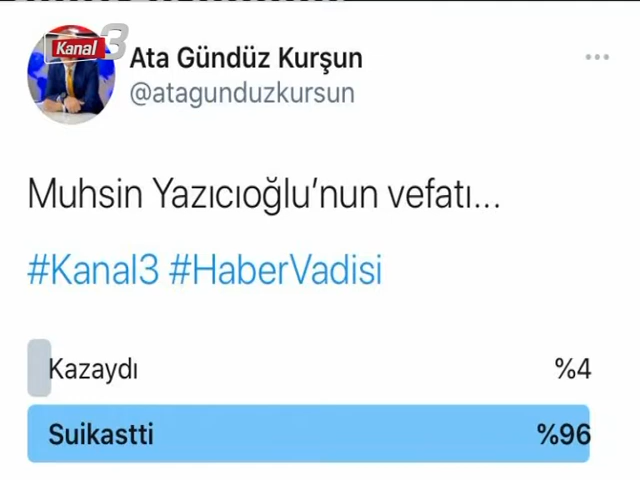 Kanal 3
Ata Gündüz Kurşun
@atagunduzkursun
Muhsin Yazıcıoğlu'nun vefatı...
#Kanal3 #HaberVadisi
Kazaydı %4
Suikastti %96